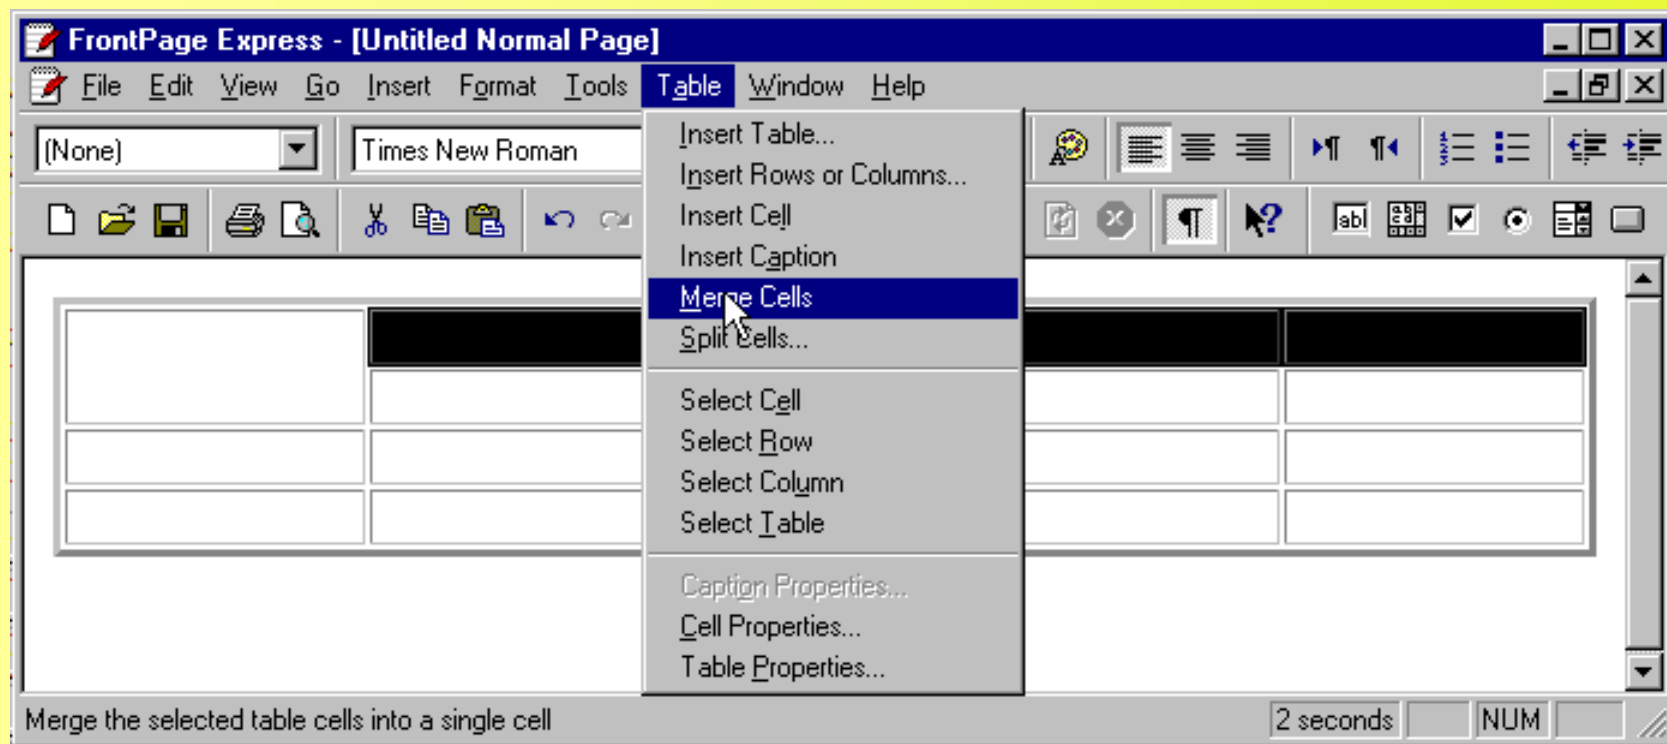 FrontPage Express - [Untitled Normal Page]
File Edit View Go Insert Format Tools Table Window Help
(None) Times New Roman
Insert Table...
Insert Rows or Columns...
Insert Cell
Insert Caption
Merge Cells
Split Cells...
Select Cell
Select Row
Select Column
Select Table
Caption Properties...
Cell Properties...
Table Properties...
Merge the selected table cells into a single cell 2 seconds NUM